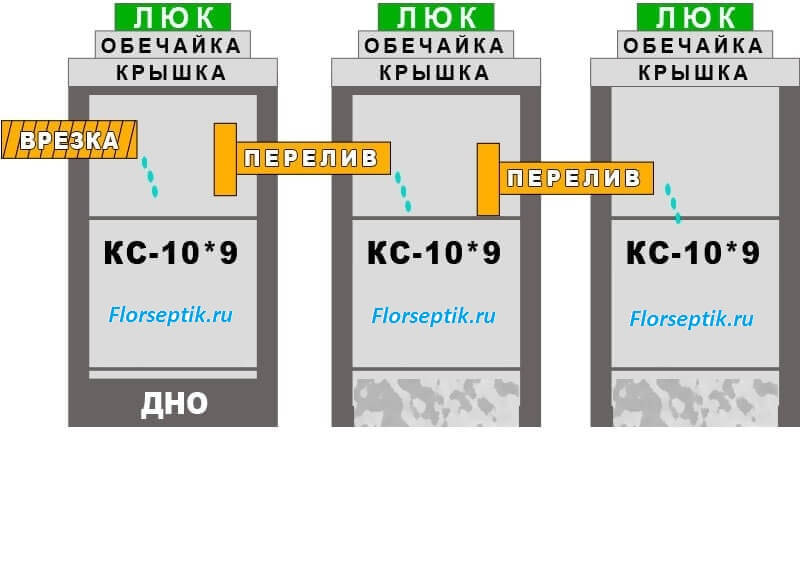 ЛЮК
ОБЕЧАЙКА
КРЫШКА
ВРЕЗКА
ПЕРЕЛИВ
КС-10*9
Florseptik.ru
ДНО
ЛЮК
ОБЕЧАЙКА
КРЫШКА
ПЕРЕЛИВ
КС-10*9
Florseptik.ru
ЛЮК
ОБЕЧАЙКА
КРЫШКА
КС-10*9
Florseptik.ru